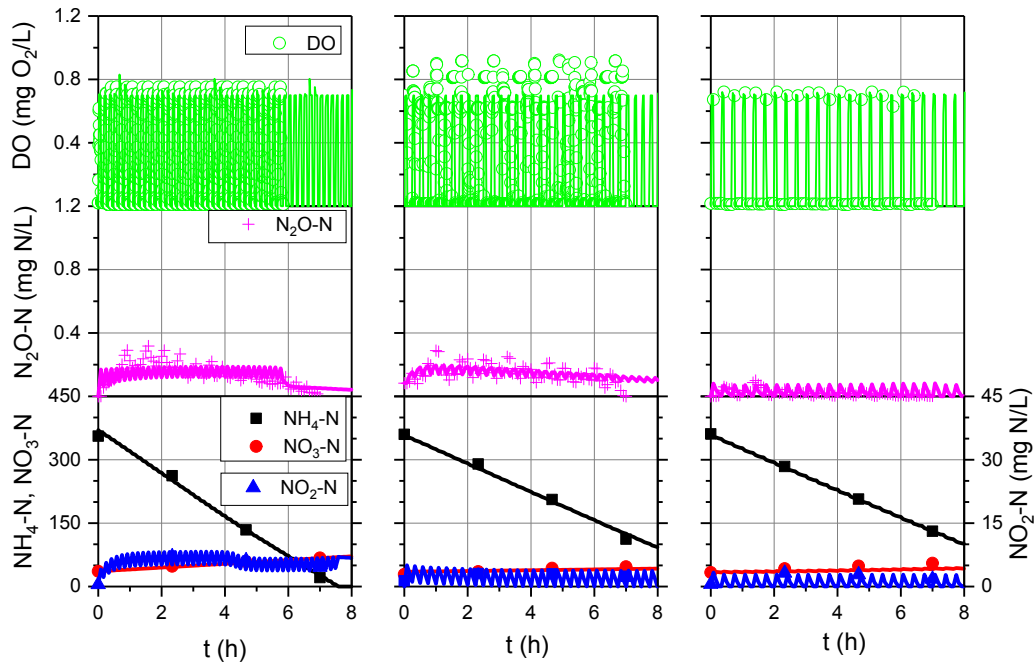 DO (mg O₂/L)
1.2
0.8
0.4
1.2
DO
N₂O-N (mg N/L)
0.8
0.4
450
N₂O-N
NH₄-N, NO₃-N
300
150
0
NH₄-N
NO₃-N
NO₂-N
45
30
15
0
NO₂-N (mg N/L)
0 2 4 6 8
0 2 4 6 8
0 2 4 6 8
t (h)
t (h)
t (h)